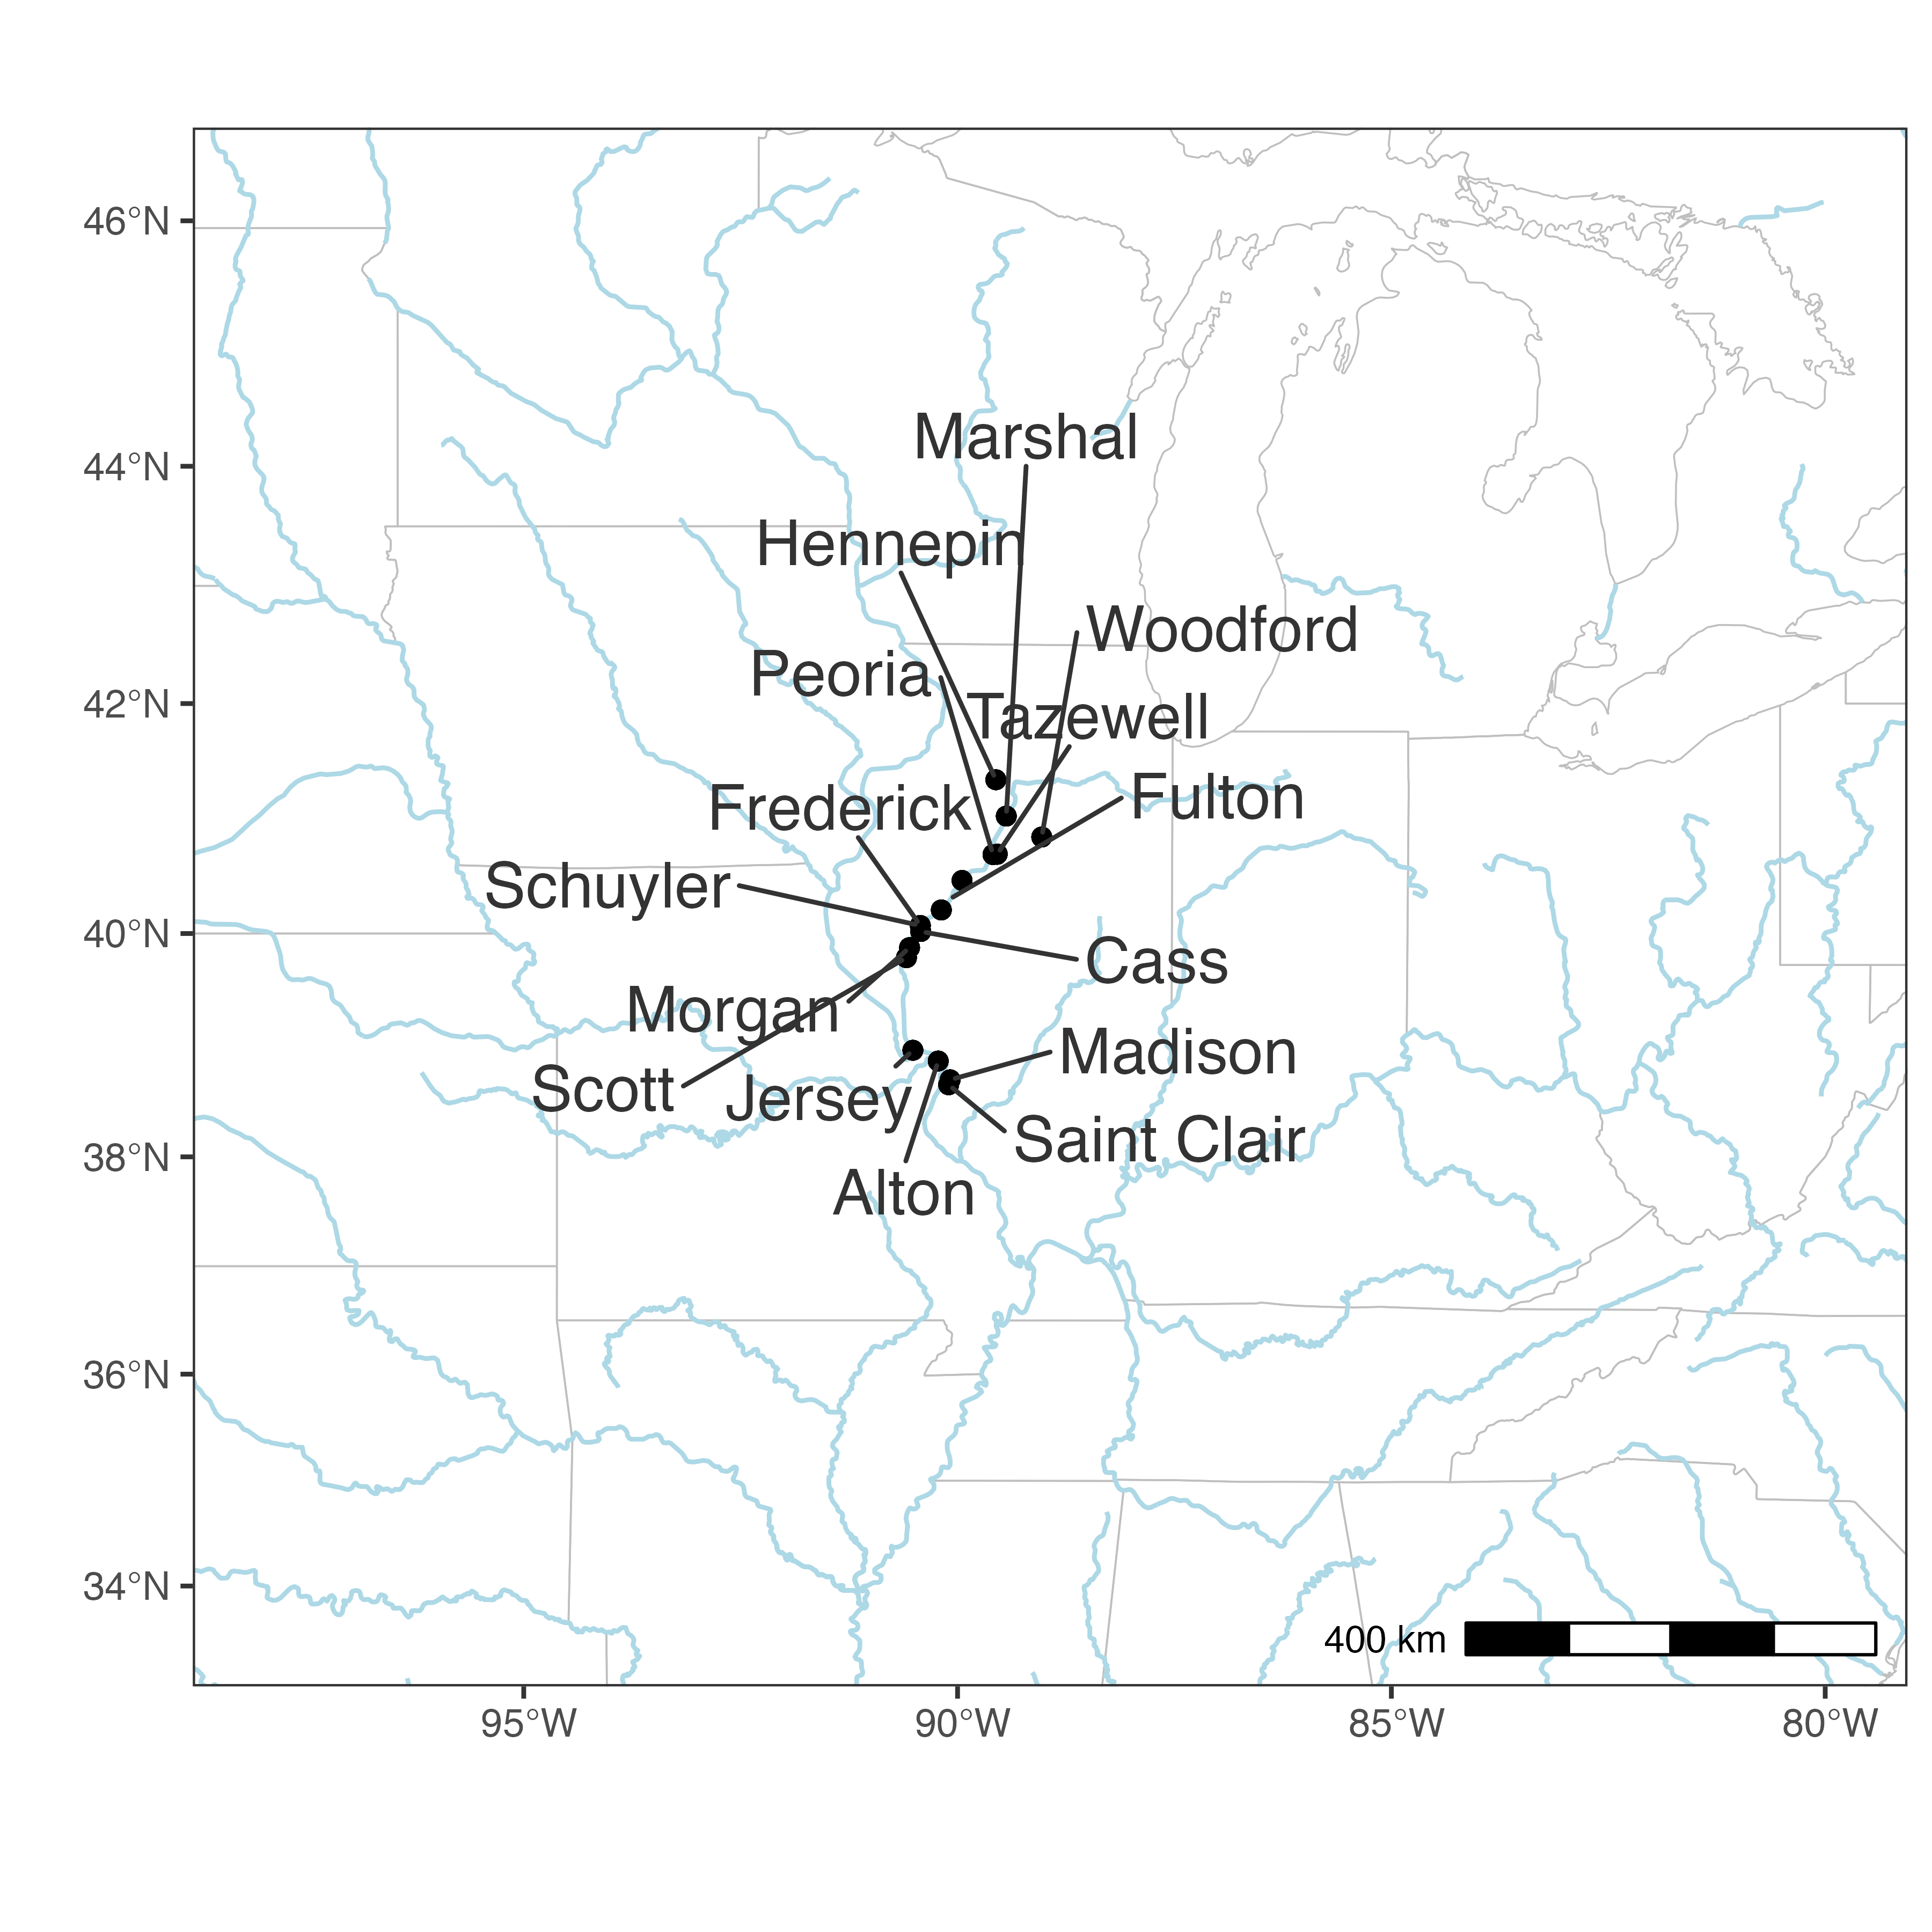 46°N
44°N
42°N
40°N
38°N
36°N
34°N
Marshal
Hennepin
Woodford
Peoria
Tazewell
Fulton
Frederick
Schuyler
Cass
Morgan
Madison
Scott
Jersey
Saint Clair
Alton
400 km
95°W
90°W
85°W
80°W